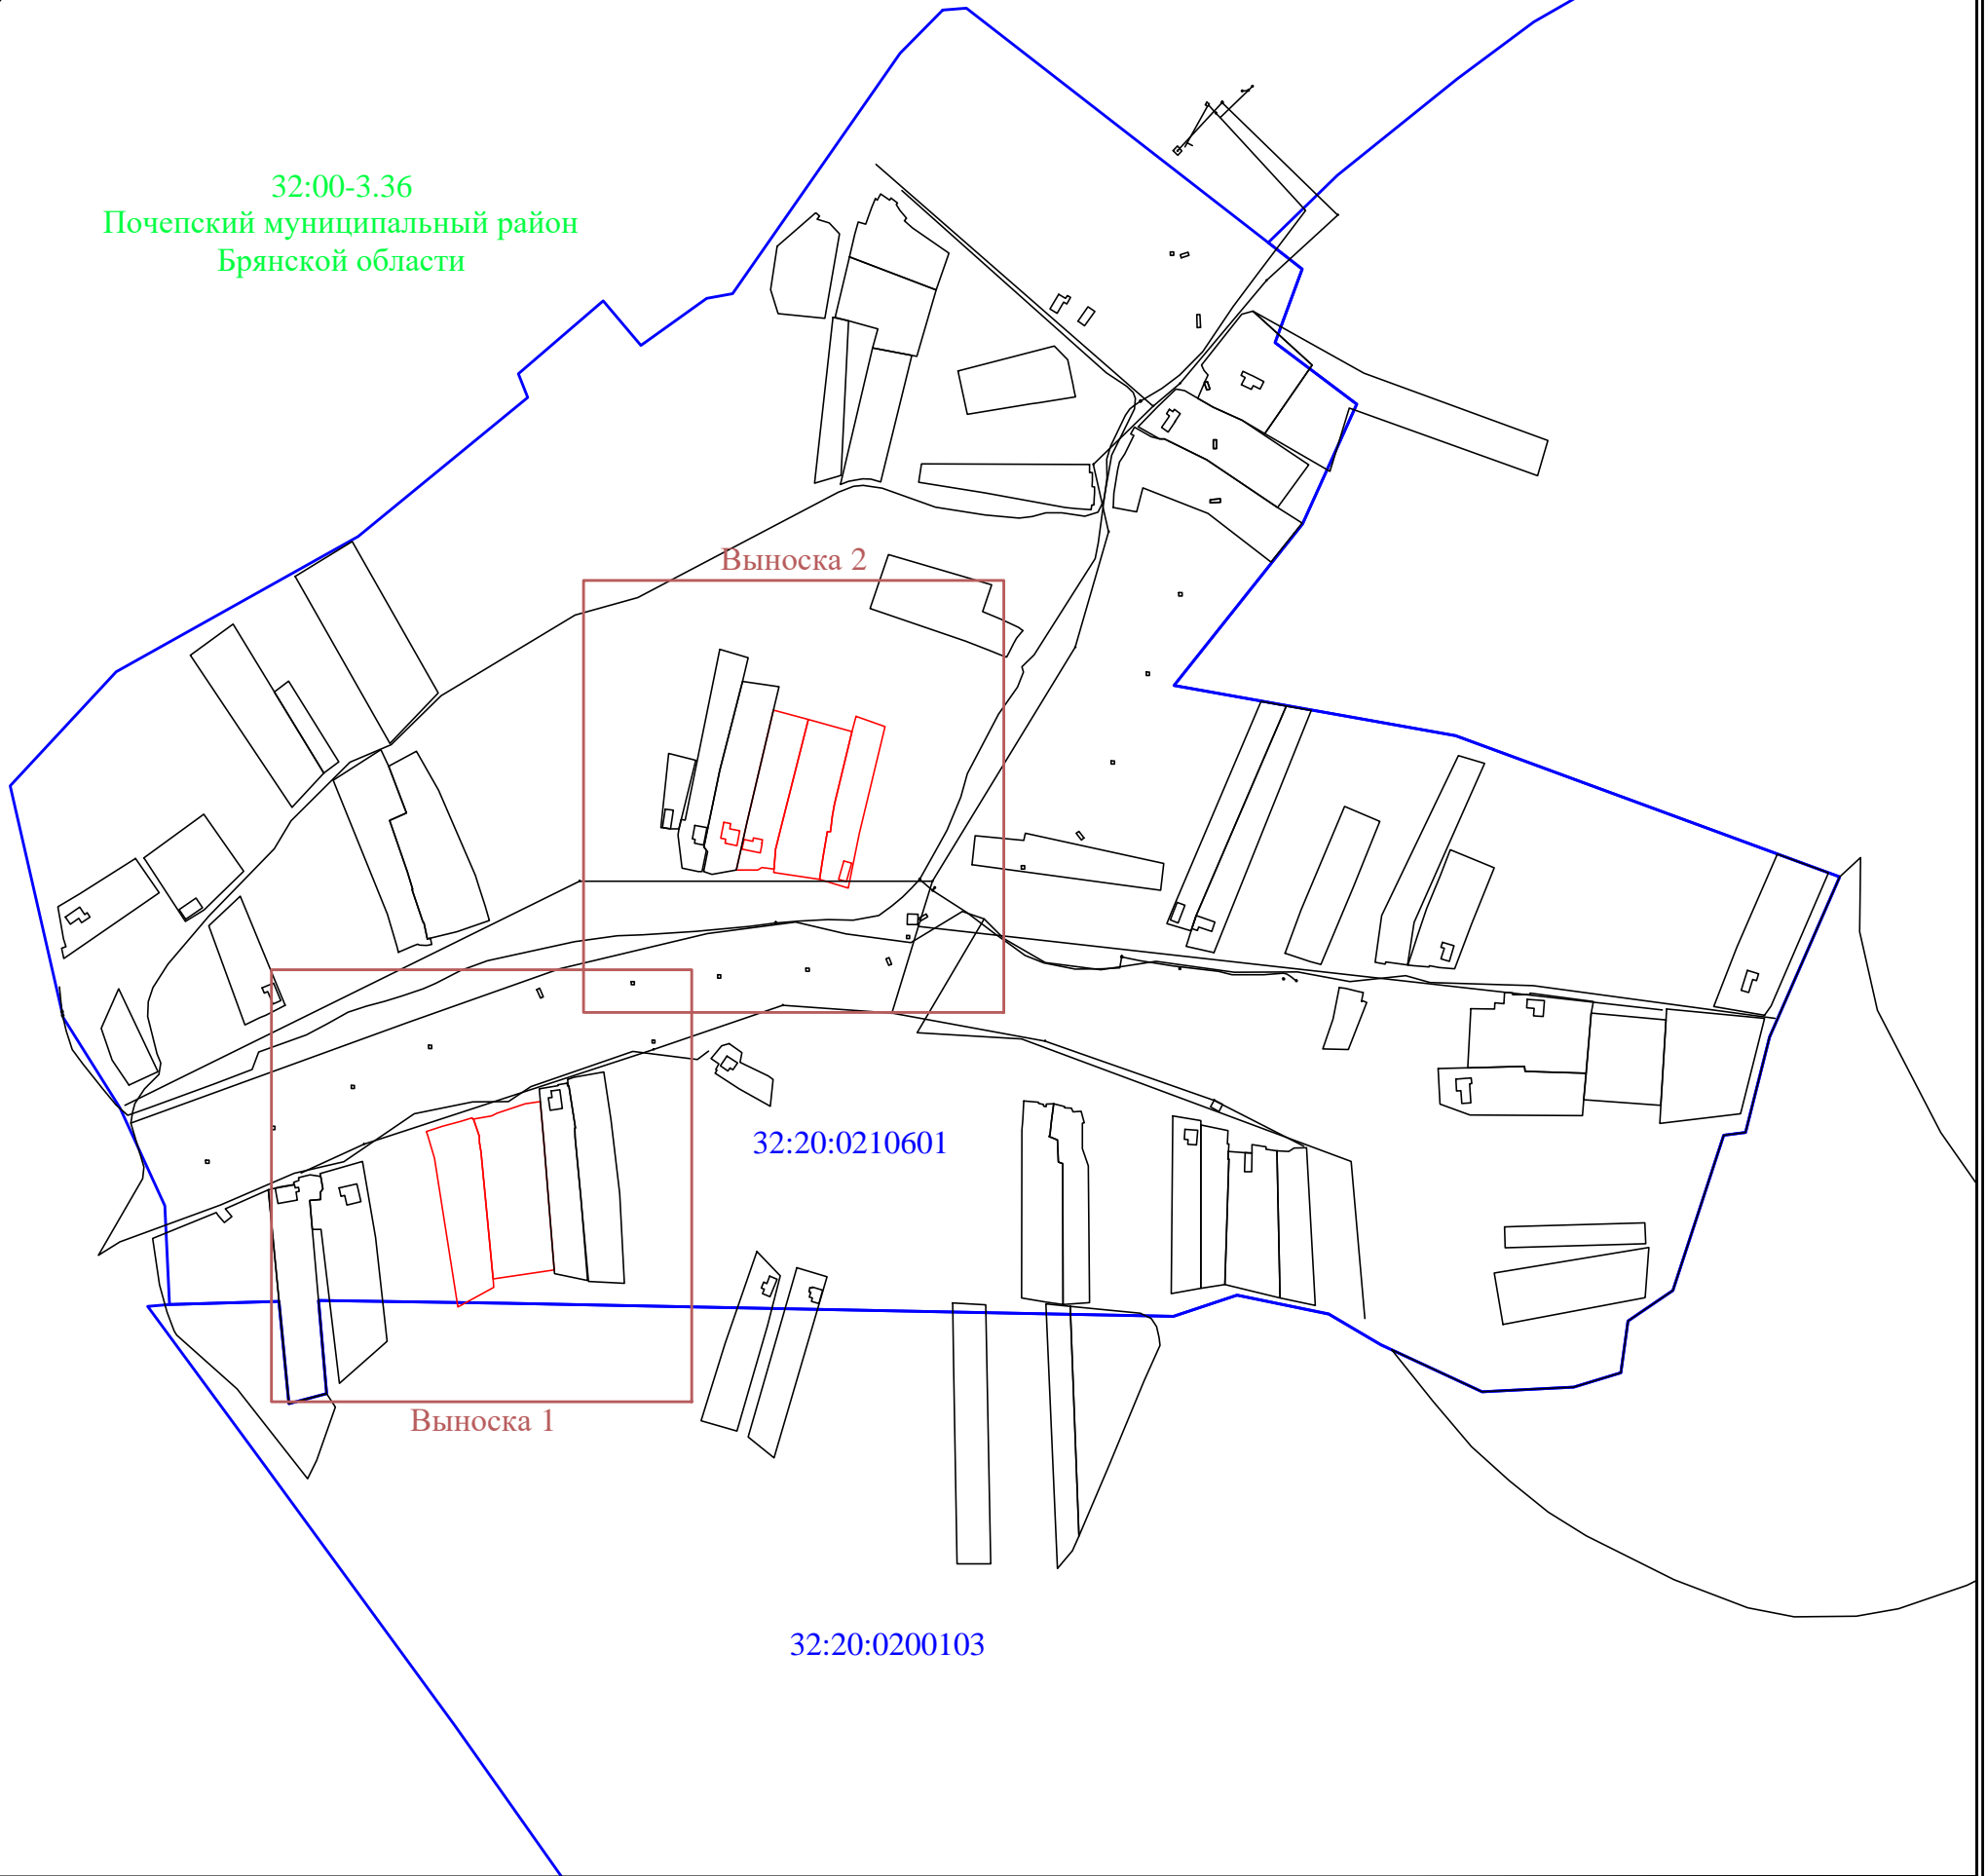 32:00-3.36
Почепский муниципальный район
Брянской области
Выноска 2
32:20:0210601
Выноска 1
32:20:0200103